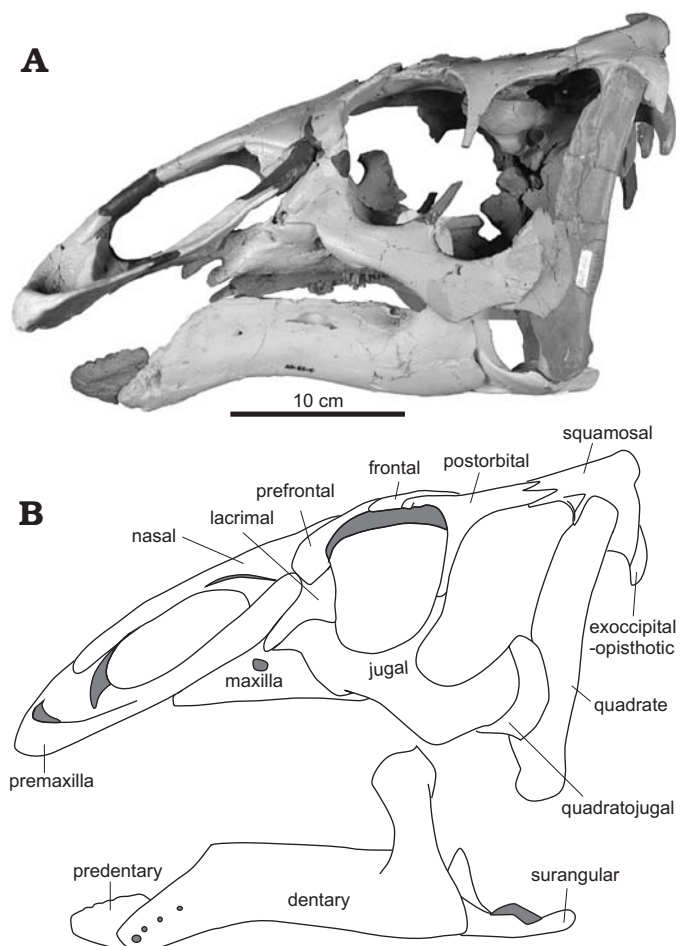 A
10 cm
B
squamosal
postorbital
frontal
prefrontal
lacrimal
nasal
exoccipital
-opisthotic
jugal
maxilla
quadrate
premaxilla
quadratojugal
predentary
dentary
surangular